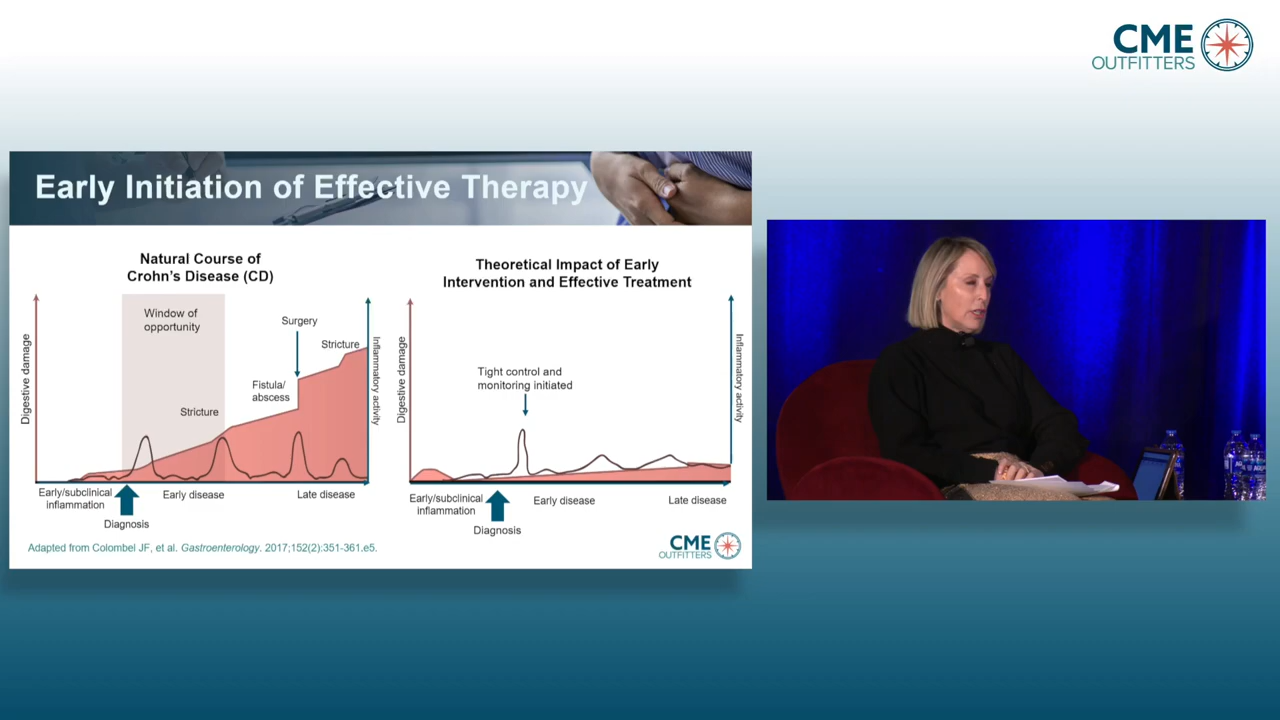 CME
OUTFITTERS
Early Initiation of Effective Therapy
Natural Course of
Crohn's Disease (CD)
Digestive damage
Window of
opportunity
Stricture
Fistula/
abscess
Surgery
Stricture
Inflammatory activity
Early/subclinical
inflammation
Diagnosis
Early disease
Late disease
Theoretical Impact of Early
Intervention and Effective Treatment
Digestive damage
Tight control and
monitoring initiated
Inflammatory activity
Early/subclinical
inflammation
Diagnosis
Early disease
Late disease
Adapted from Colombel JF, et al. Gastroenterology. 2017;152(2):351-361.e5.
CME
OUTFITTERS